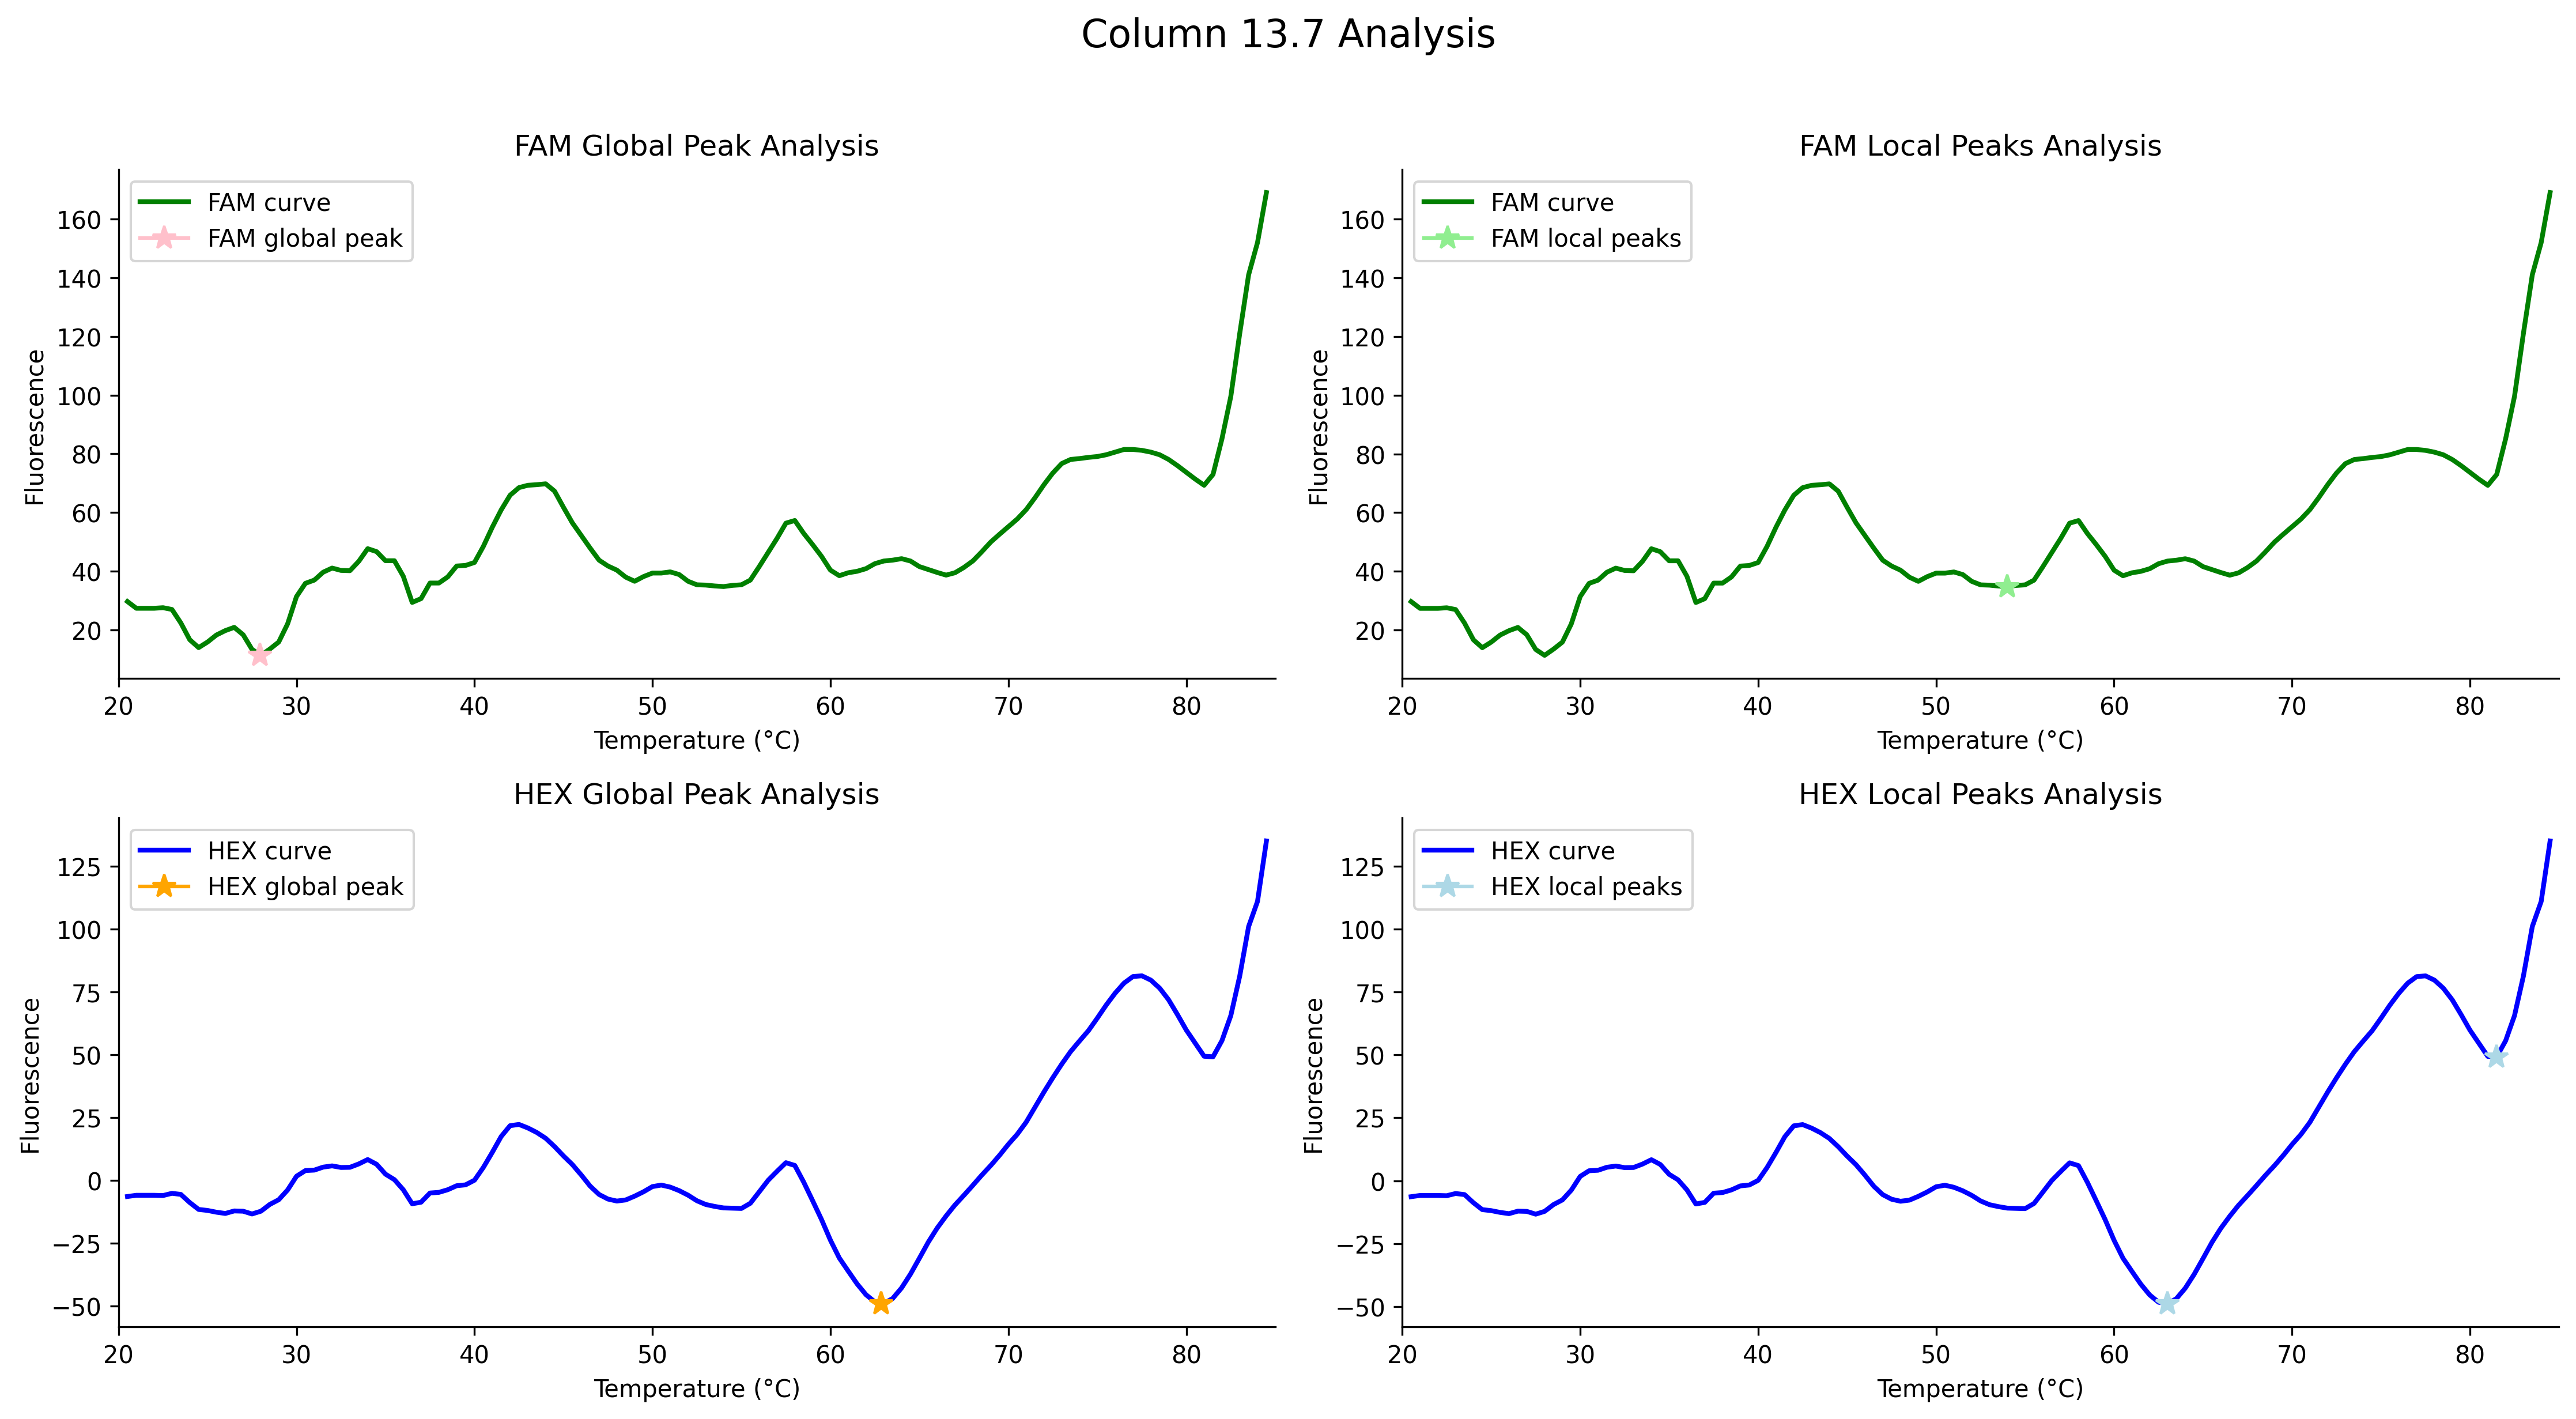 Column 13.7 Analysis
FAM Global Peak Analysis
FAM curve
FAM global peak
Fluorescence
160
140
120
100
80
60
40
20
20 30 40 50 60 70 80
Temperature (°C)
FAM Local Peaks Analysis
FAM curve
FAM local peaks
Fluorescence
160
140
120
100
80
60
40
20
20 30 40 50 60 70 80
Temperature (°C)
HEX Global Peak Analysis
HEX curve
HEX global peak
Fluorescence
125
100
75
50
25
0
−25
−50
20 30 40 50 60 70 80
Temperature (°C)
HEX Local Peaks Analysis
HEX curve
HEX local peaks
Fluorescence
125
100
75
50
25
0
−25
−50
20 30 40 50 60 70 80
Temperature (°C)